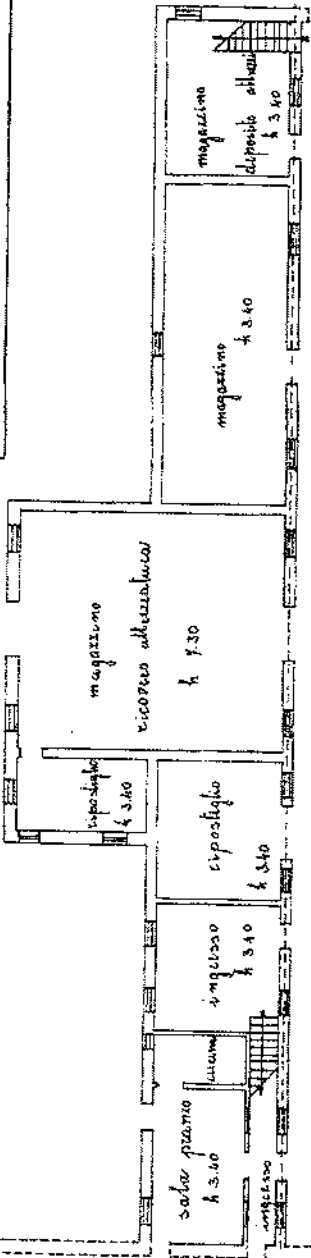 magazzino
deposito attrezzi
h 3.40
magazzino
h 3.40
magazzino
ricovero attrezzatura
h 7.30
ripostiglio
h 3.40
ripostiglio
h 3.40
ingresso
h 3.40
sala pranzo
h 3.40
ingresso